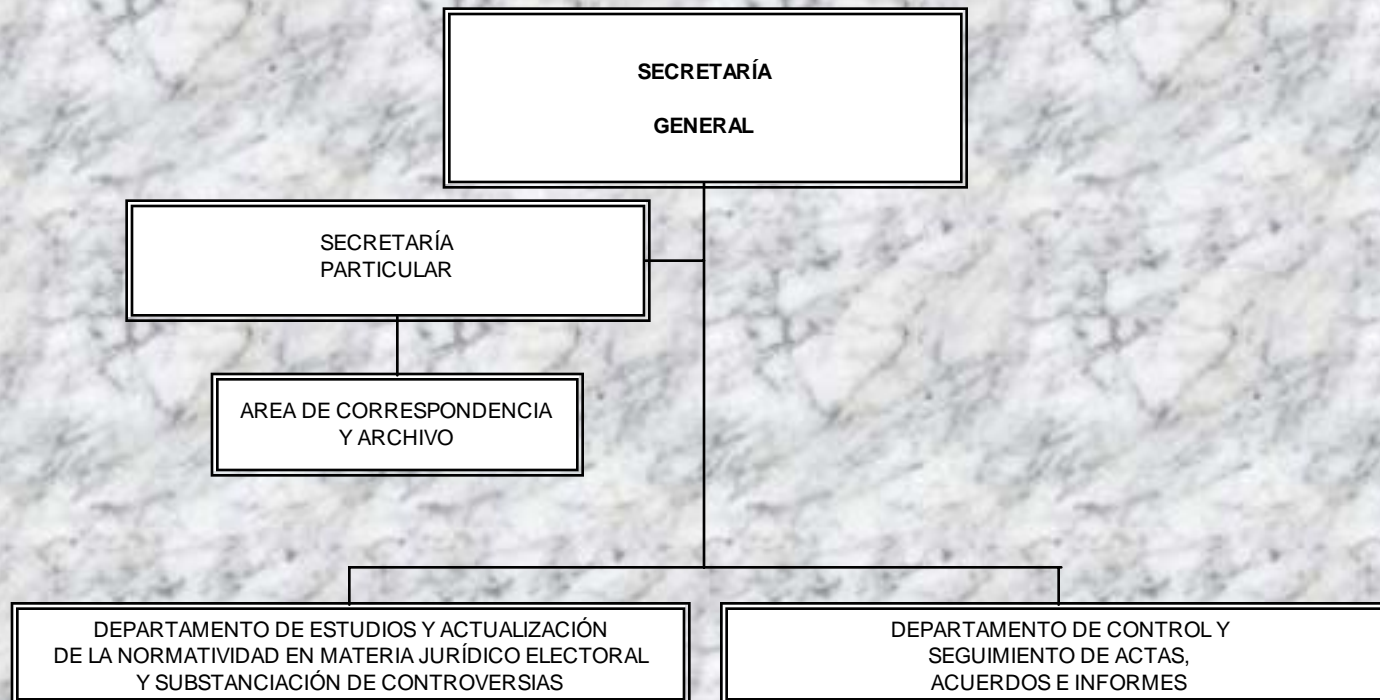 SECRETARÍA
GENERAL
SECRETARÍA
PARTICULAR
AREA DE CORRESPONDENCIA
Y ARCHIVO
DEPARTAMENTO DE ESTUDIOS Y ACTUALIZACIÓN
DE LA NORMATIVIDAD EN MATERIA JURÍDICO ELECTORAL
Y SUBSTANCIACIÓN DE CONTROVERSIAS
DEPARTAMENTO DE CONTROL Y
SEGUIMIENTO DE ACTAS,
ACUERDOS E INFORMES